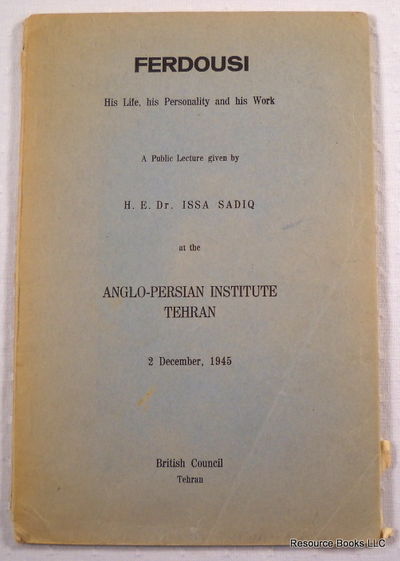 FERDOUSI
His Life, his Personality and his Work
A Public Lecture given by
H. E. Dr. ISSA SADIQ
at the
ANGLO-PERSIAN INSTITUTE
TEHRAN
2 December, 1945
British Council
Tehran
Resource Books LLC